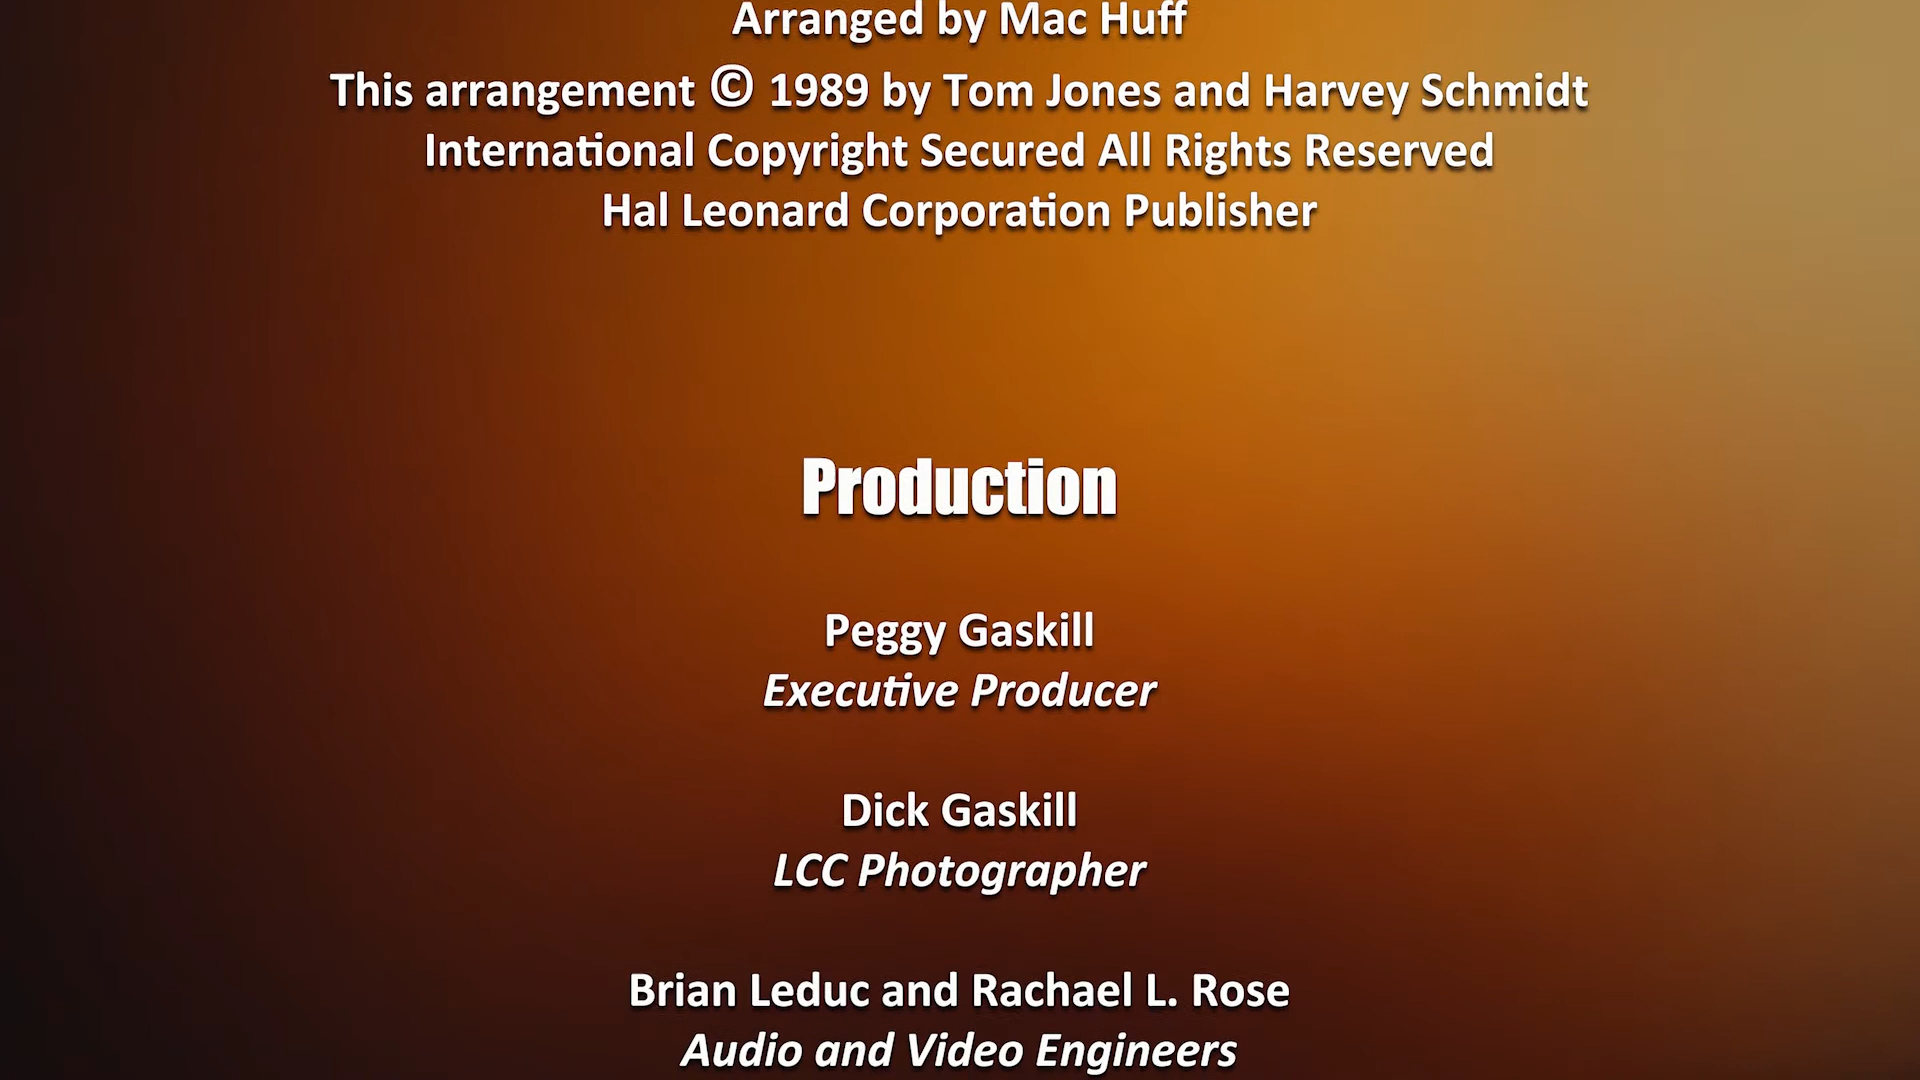 Arranged by Mac Huff
This arrangement © 1989 by Tom Jones and Harvey Schmidt
International Copyright Secured All Rights Reserved
Hal Leonard Corporation Publisher
Production
Peggy Gaskill
Executive Producer
Dick Gaskill
LCC Photographer
Brian Leduc and Rachael L. Rose
Audio and Video Engineers